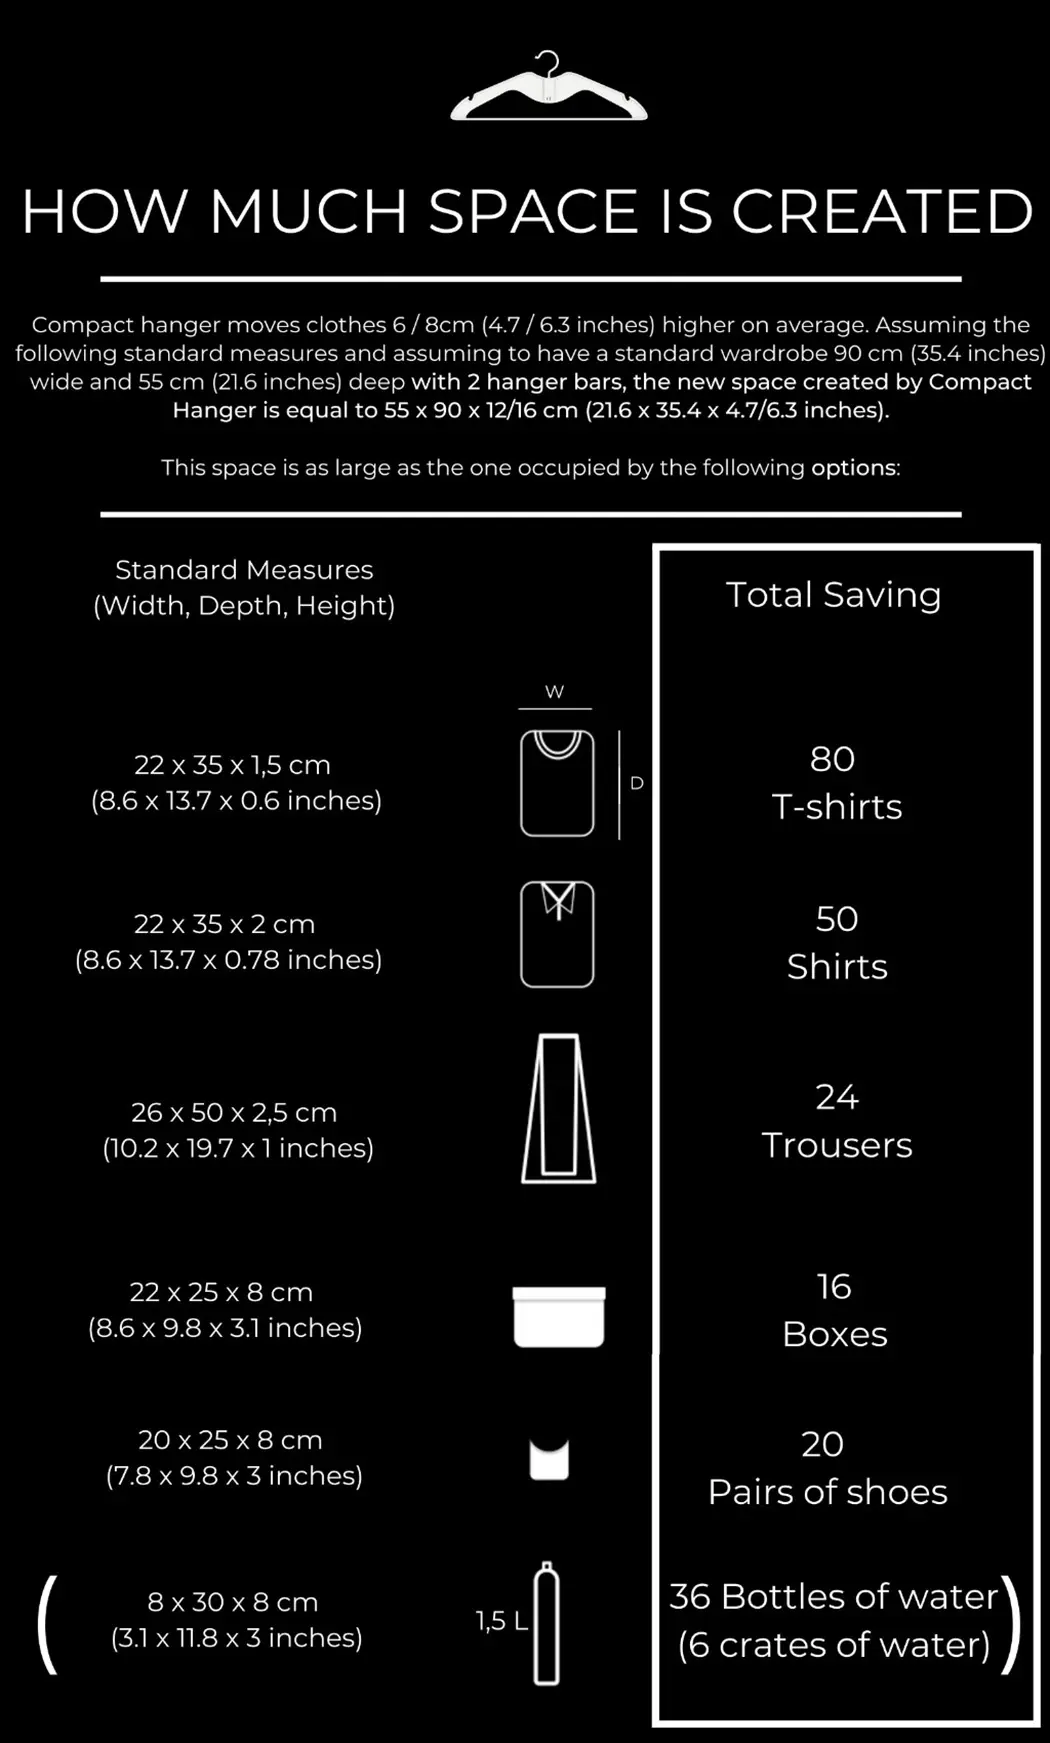 HOW MUCH SPACE IS CREATED
Compact hanger moves clothes 6 / 8cm (4.7 / 6.3 inches) higher on average. Assuming the
following standard measures and assuming to have a standard wardrobe 90 cm (35.4 inches)
wide and 55 cm (21.6 inches) deep with 2 hanger bars, the new space created by Compact
Hanger is equal to 55 x 90 x 12/16 cm (21.6 x 35.4 x 4.7/6.3 inches).
This space is as large as the one occupied by the following options:
Standard Measures
(Width, Depth, Height)
Total Saving
W
D
22 x 35 x 1,5 cm
(8.6 x 13.7 x 0.6 inches)
80
T-shirts
22 x 35 x 2 cm
(8.6 x 13.7 x 0.78 inches)
50
Shirts
26 x 50 x 2,5 cm
(10.2 x 19.7 x 1 inches)
24
Trousers
22 x 25 x 8 cm
(8.6 x 9.8 x 3.1 inches)
16
Boxes
20 x 25 x 8 cm
(7.8 x 9.8 x 3 inches)
20
Pairs of shoes
(
8 x 30 x 8 cm
(3.1 x 11.8 x 3 inches)
1,5 L
36 Bottles of water
(6 crates of water)
)